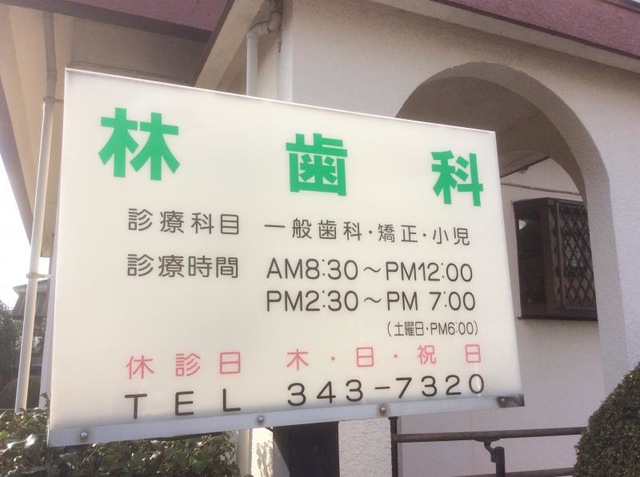 林歯科
診療科目 一般歯科・矯正・小児
診療時間 AM8:30～PM12:00
PM2:30～PM 7:00
(土曜日・PM6:00)
休診日 木・日・祝日
TEL 343-7320